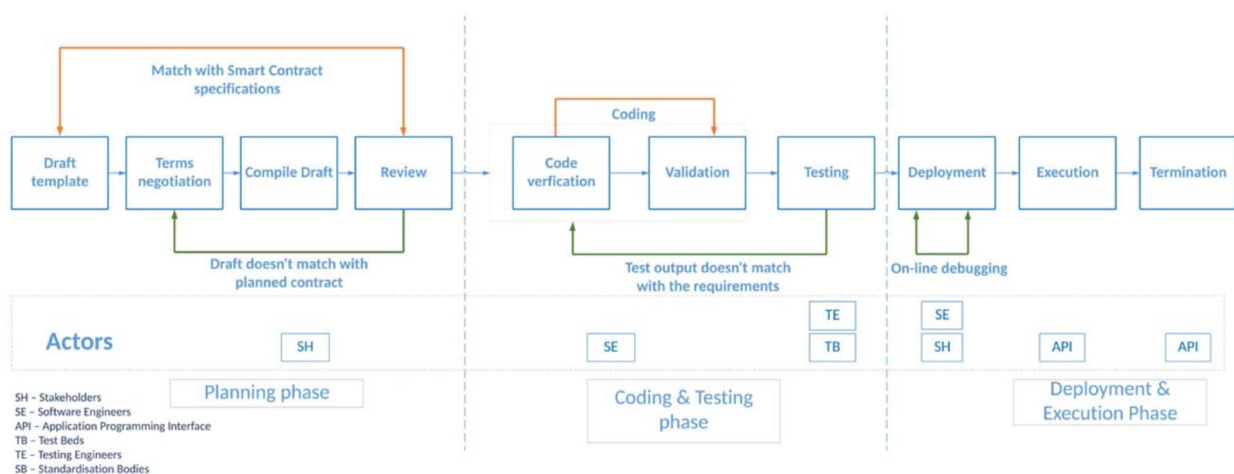 Match with Smart Contract
specifications
Coding
Draft
template
Terms
negotiation
Compile Draft
Review
Code
verfication
Validation
Testing
Deployment
Execution
Termination
Draft doesn't match with
planned contract
Test output doesn't match
with the requirements
On-line debugging
Actors
SH
SE
TE
TB
SE
SH
API
API
Planning phase
Coding & Testing
phase
Deployment &
Execution Phase
SH – Stakeholders
SE – Software Engineers
API – Application Programming Interface
TB – Test Beds
TE – Testing Engineers
SB – Standardisation Bodies